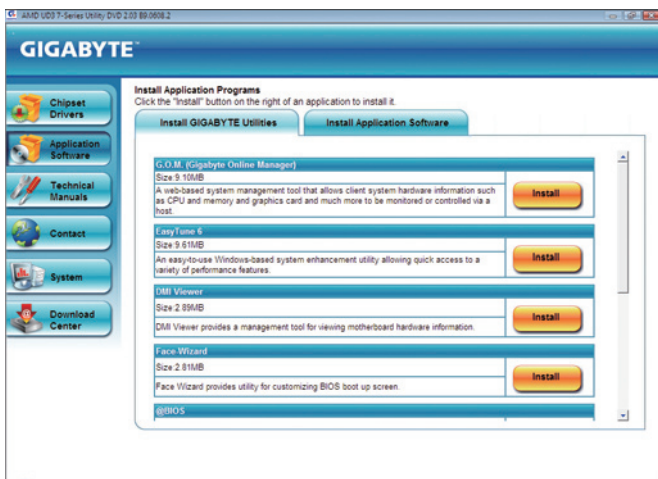 AMD UD3 7-Series Utility DVD 2.03 B9.0608.2
GIGABYTE™
Chipset
Drivers
Application
Software
Technical
Manuals
Contact
System
Download
Center
Install Application Programs
Click the "Install" button on the right of an application to install it.
Install GIGABYTE Utilities
Install Application Software
G.O.M. (Gigabyte Online Manager)
Size:9.10MB
A web-based system management tool that allows client system hardware information such
as CPU and memory and graphics card and much more to be monitored or controlled via a
host.
Install
EasyTune 6
Size:9.61MB
An easy-to-use Windows-based system enhancement utility allowing quick access to a
variety of performance features.
Install
DMI Viewer
Size:2.89MB
DMI Viewer provides a management tool for viewing motherboard hardware information.
Install
Face-Wizard
Size:2.81MB
Face Wizard provides utility for customizing BIOS boot up screen.
Install
@BIOS